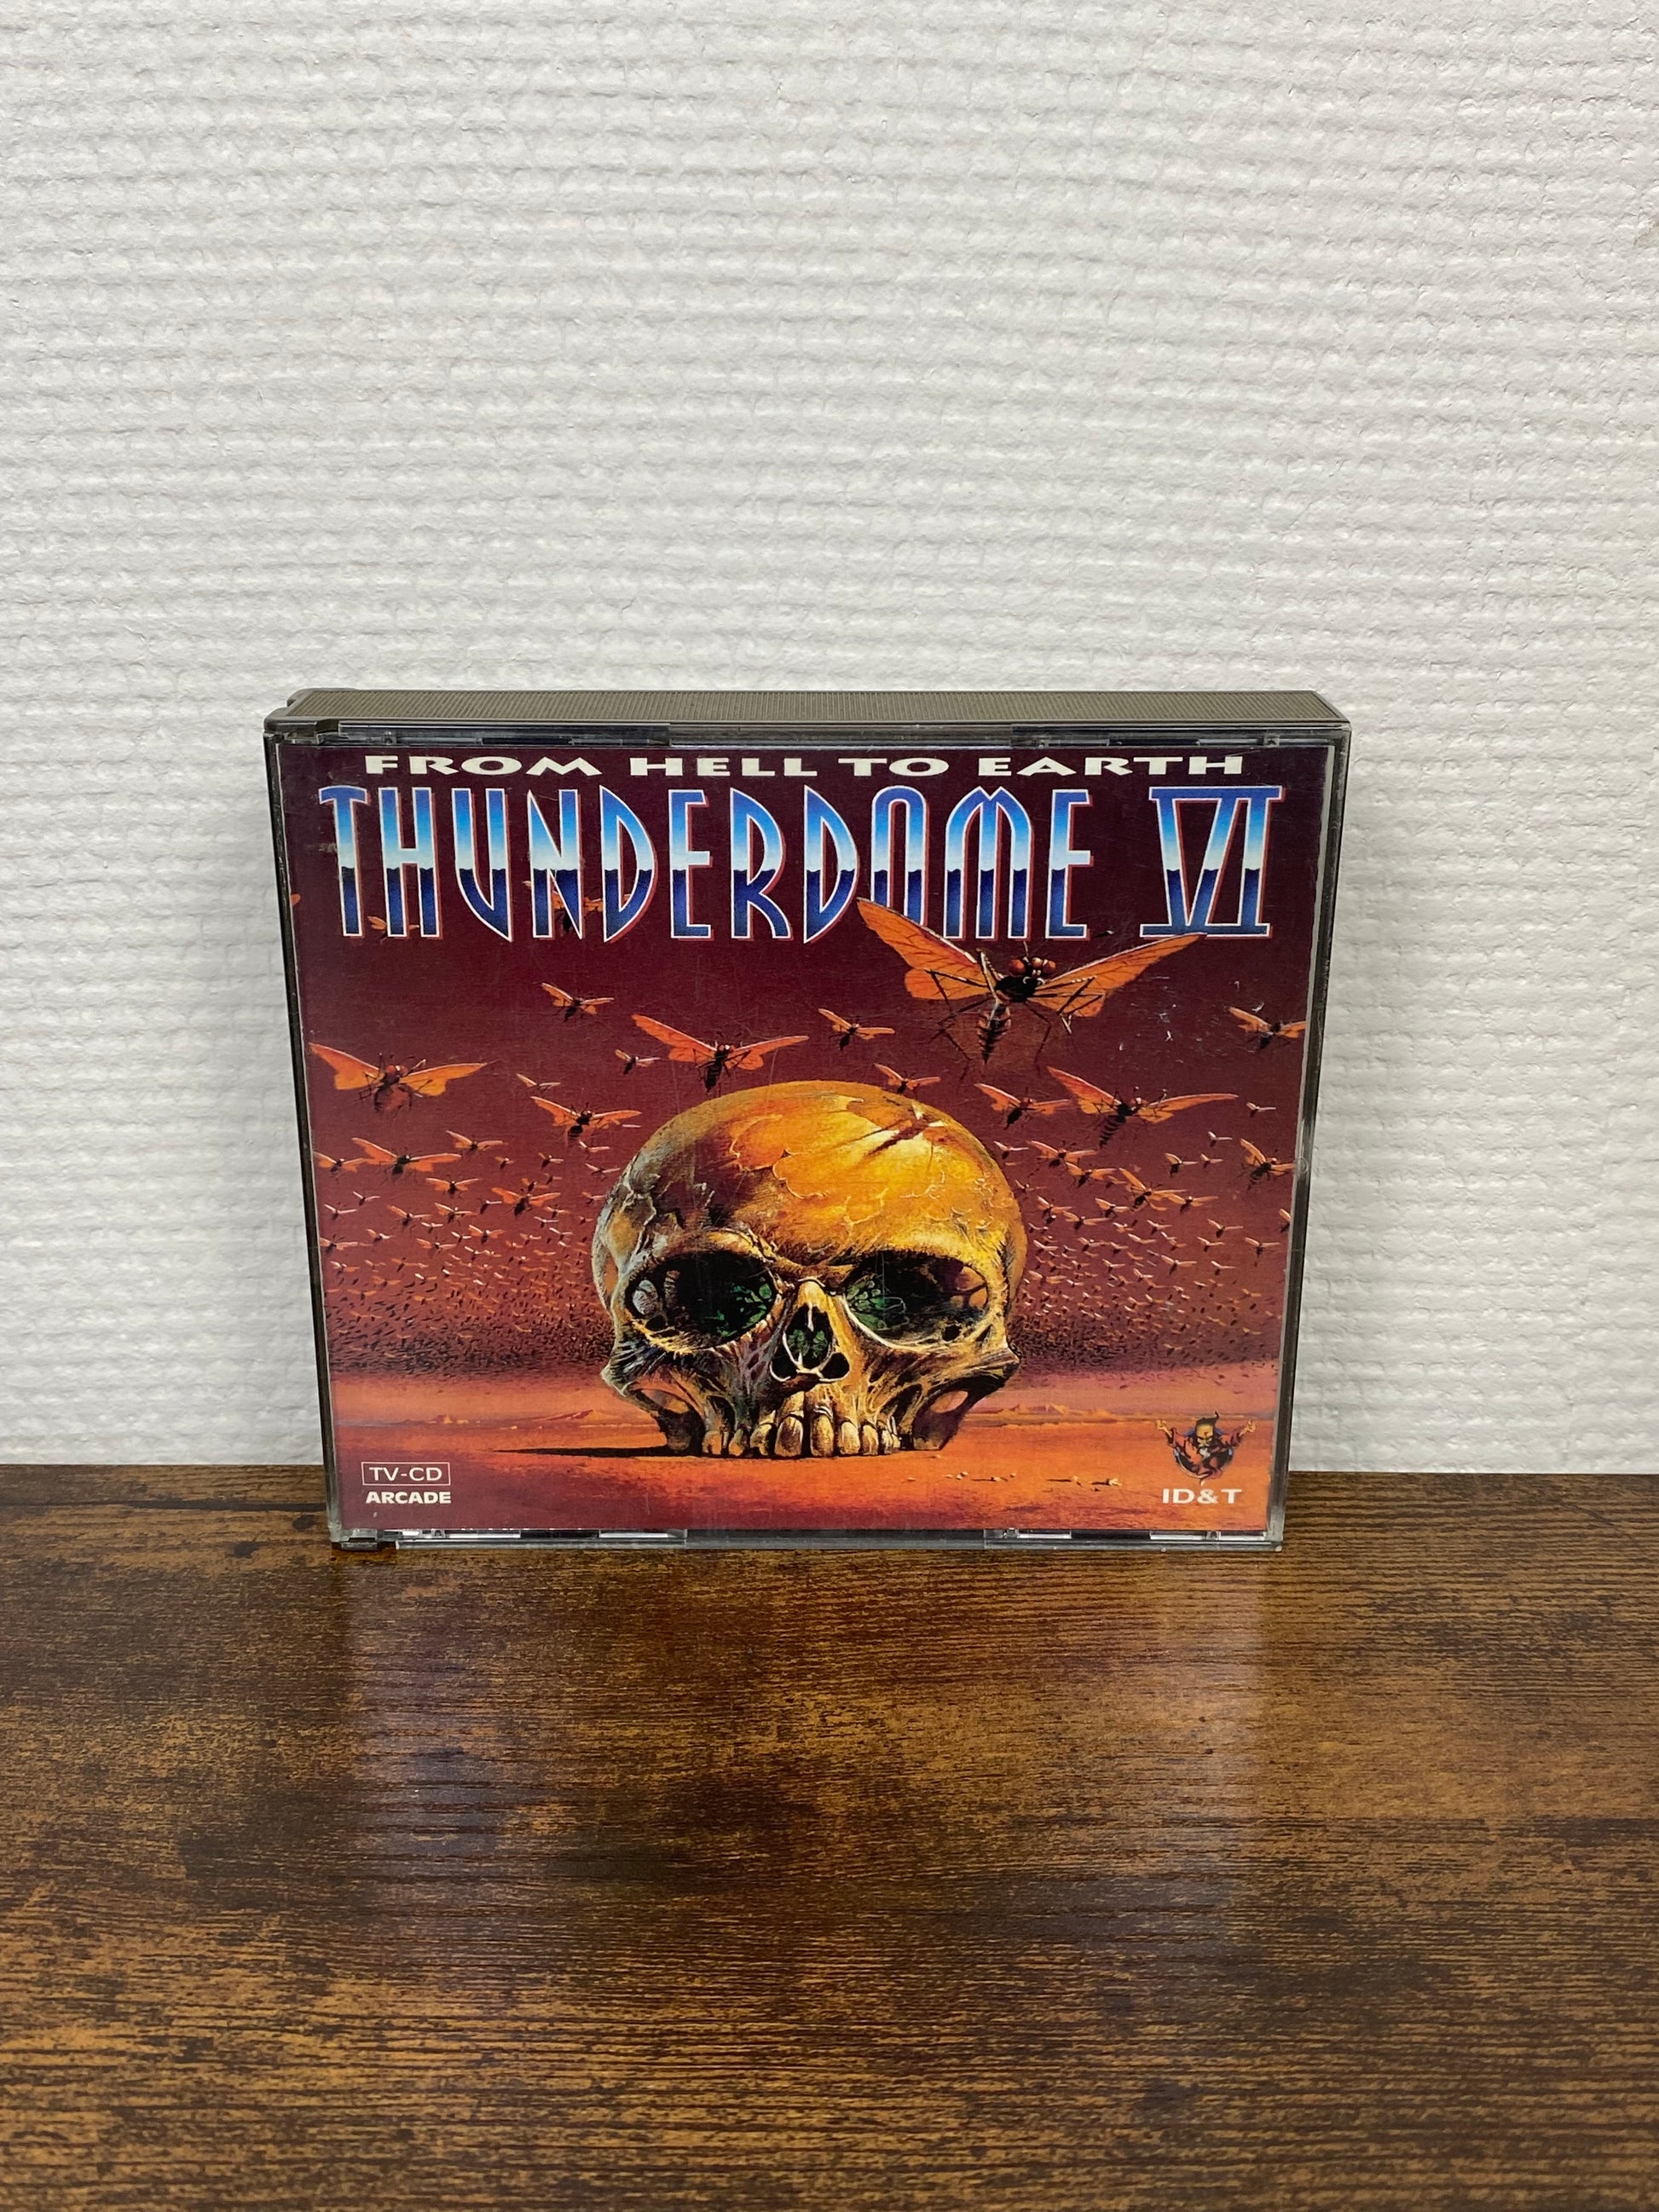 FROM HELL TO EARTH
THUNDERDOME VI
TV-CD
ARCADE
ID&T